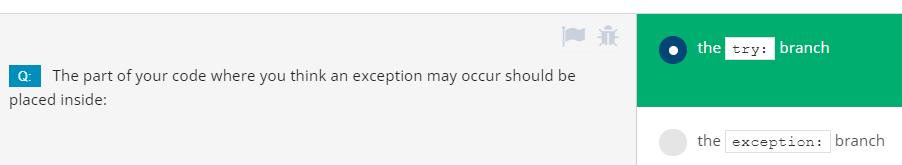 Q: The part of your code where you think an exception may occur should be
placed inside:
the try: branch
the exception: branch